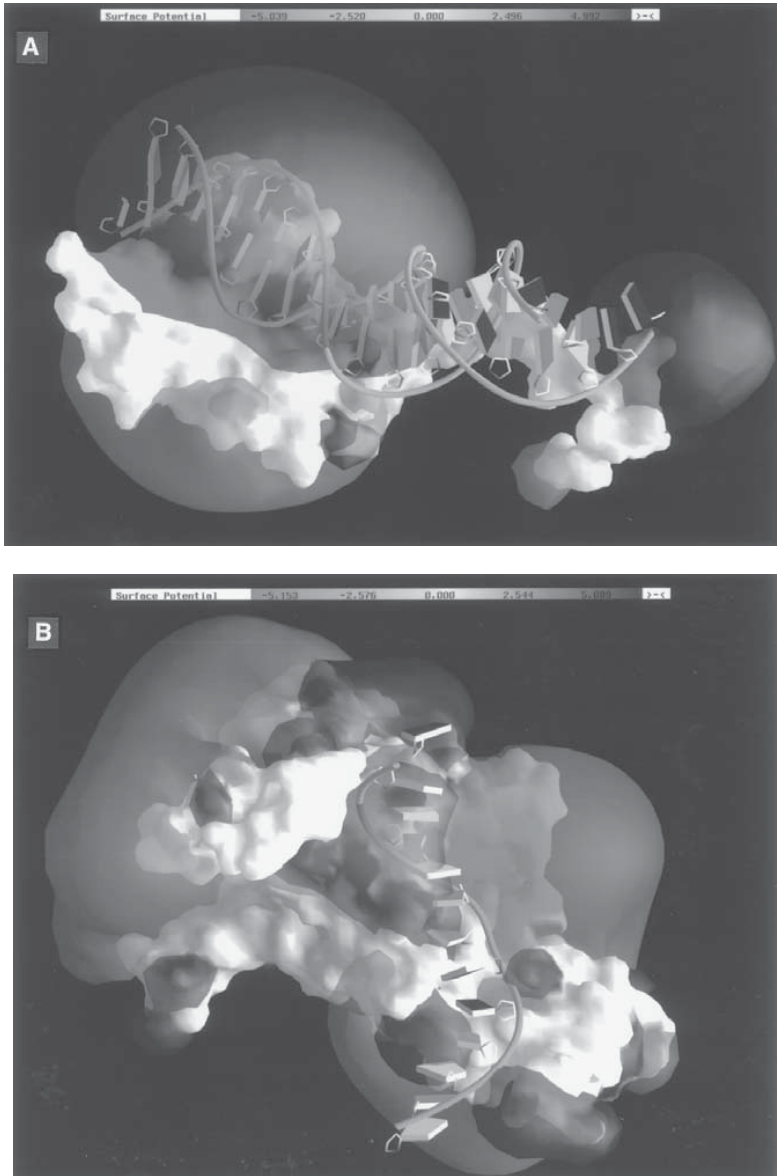 Surface Potential -5.039 -2.520 0.000 2.496 4.992 >-<
A
Surface Potential -5.153 -2.576 0.000 2.544 5.089 >-<
B